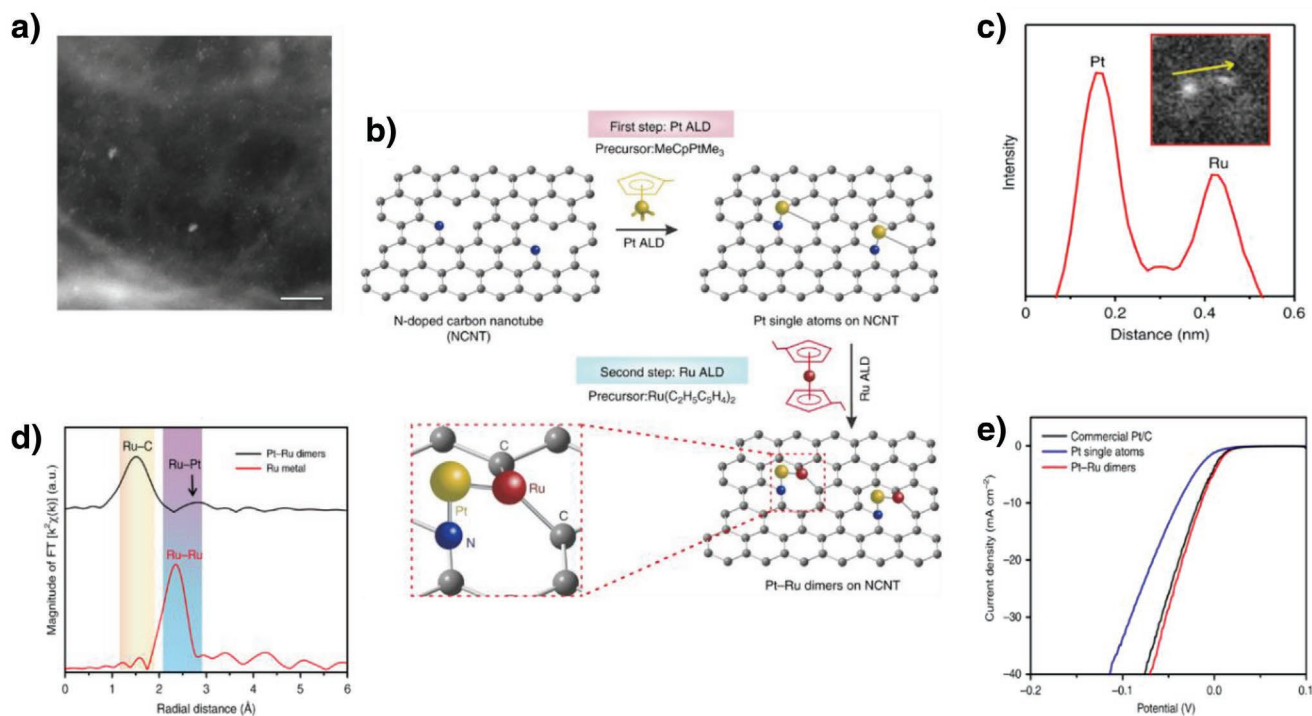 a)
b)
First step: Pt ALD
Precursor:MeCpPtMe₃
Pt ALD
N-doped carbon nanotube
(NCNT)
Pt single atoms on NCNT
Ru ALD
Second step: Ru ALD
Precursor:Ru(C₂H₅C₅H₄)₂
C
Ru
Pt
N
C
Pt–Ru dimers on NCNT
c)
Intensity
Pt
Ru
0 0.2 0.4 0.6
Distance (nm)
d)
Magnitude of FT [k²χ(k)] (a.u.)
Ru–C
Ru–Pt
Ru–Ru
Pt–Ru dimers
Ru metal
0 1 2 3 4 5 6
Radial distance (Å)
e)
Commercial Pt/C
Pt single atoms
Pt–Ru dimers
Current density (mA cm⁻²)
0
−10
−20
−30
−40
−0.2 −0.1 0.0 0.1
Potential (V)